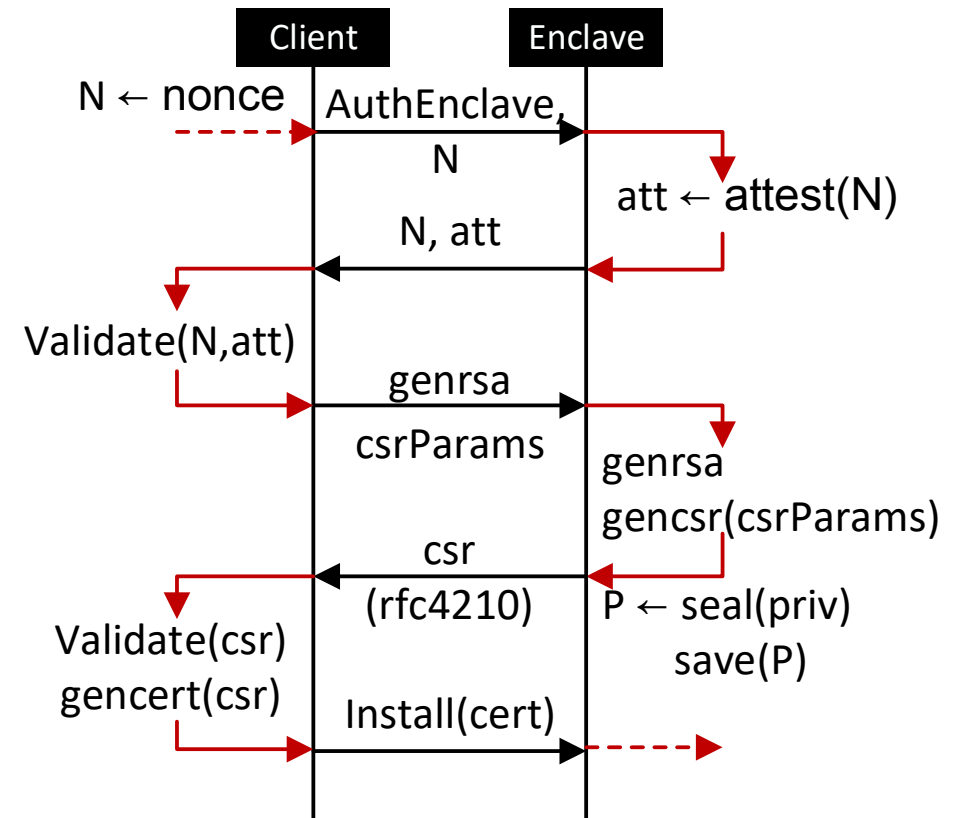 Client
Enclave
N ← nonce
AuthEnclave,
N
att ← attest(N)
N, att
Validate(N,att)
genrsa
csrParams
genrsa
gencsr(csrParams)
csr
(rfc4210)
P ← seal(priv)
save(P)
Validate(csr)
gencert(csr)
Install(cert)